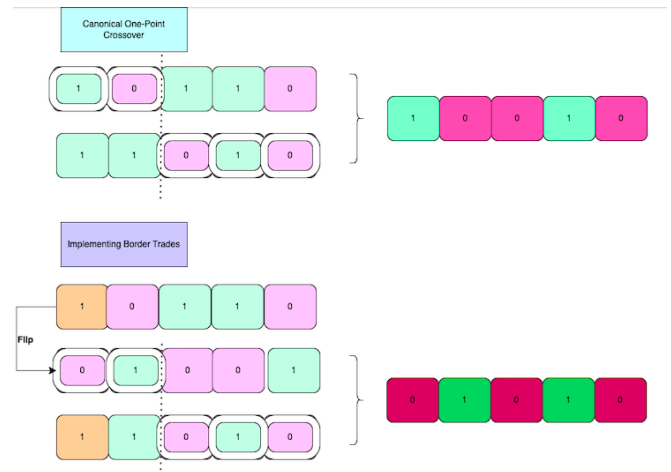 Canonical One-Point
Crossover
1 0 1 1 0
1 0 0 1 0
1 1 0 1 0
Implementing Border Trades
1 0 1 1 0
Flip
0 1 0 0 1
0 1 0 1 0
1 1 0 1 0